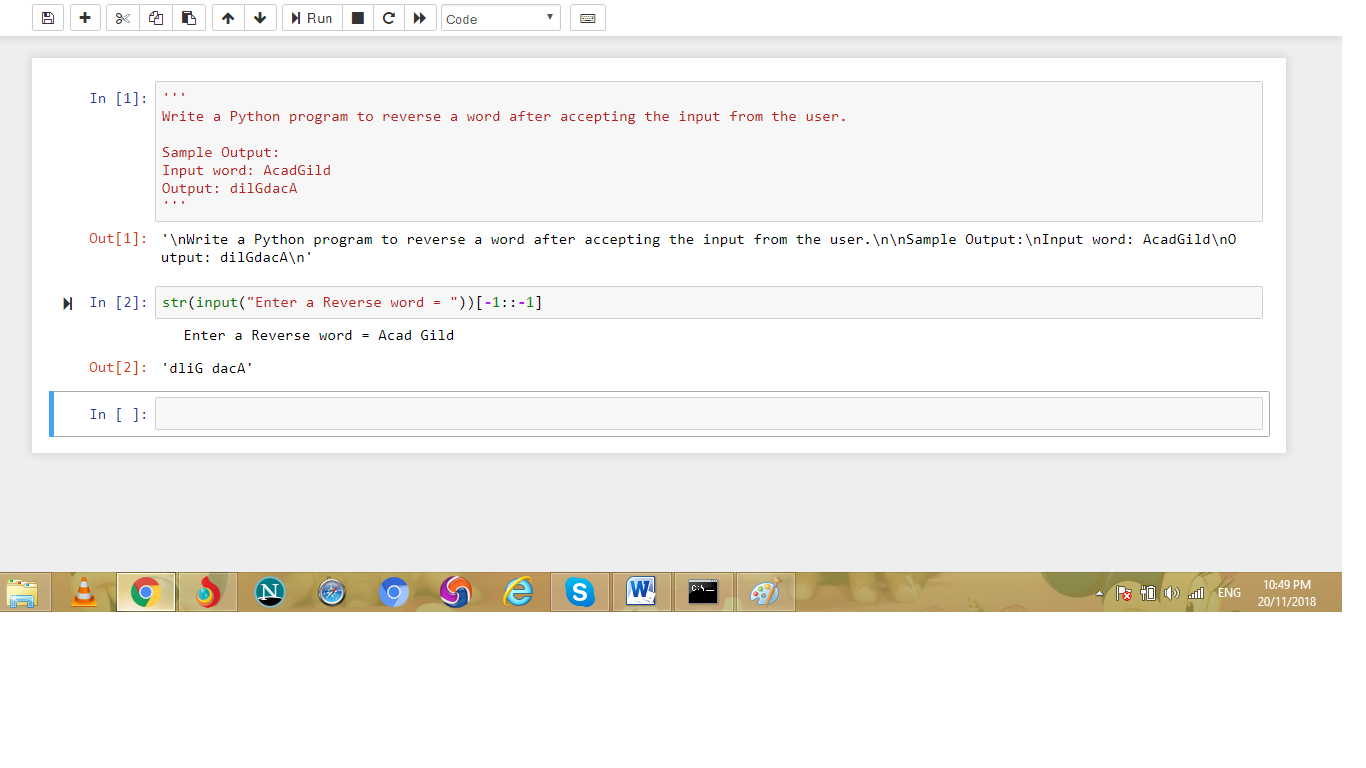 Run
Code
In [1]:
'''
Write a Python program to reverse a word after accepting the input from the user.
Sample Output:
Input word: AcadGild
Output: dilGdacA
'''
Out[1]:
'\nWrite a Python program to reverse a word after accepting the input from the user.\n\nSample Output:\nInput word: AcadGild\nO
utput: dilGdacA\n'
In [2]:
str(input("Enter a Reverse word = "))[-1::-1]
Enter a Reverse word = Acad Gild
Out[2]:
'dliG dacA'
In [ ]:
N
S
W
C:\._
ENG
10:49 PM
20/11/2018